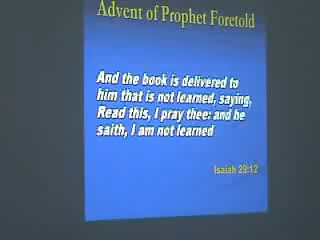 Advent of Prophet Foretold
And the book is delivered to
him that is not learned, saying,
Read this, I pray thee: and he
saith, I am not learned
Isaiah 29:12